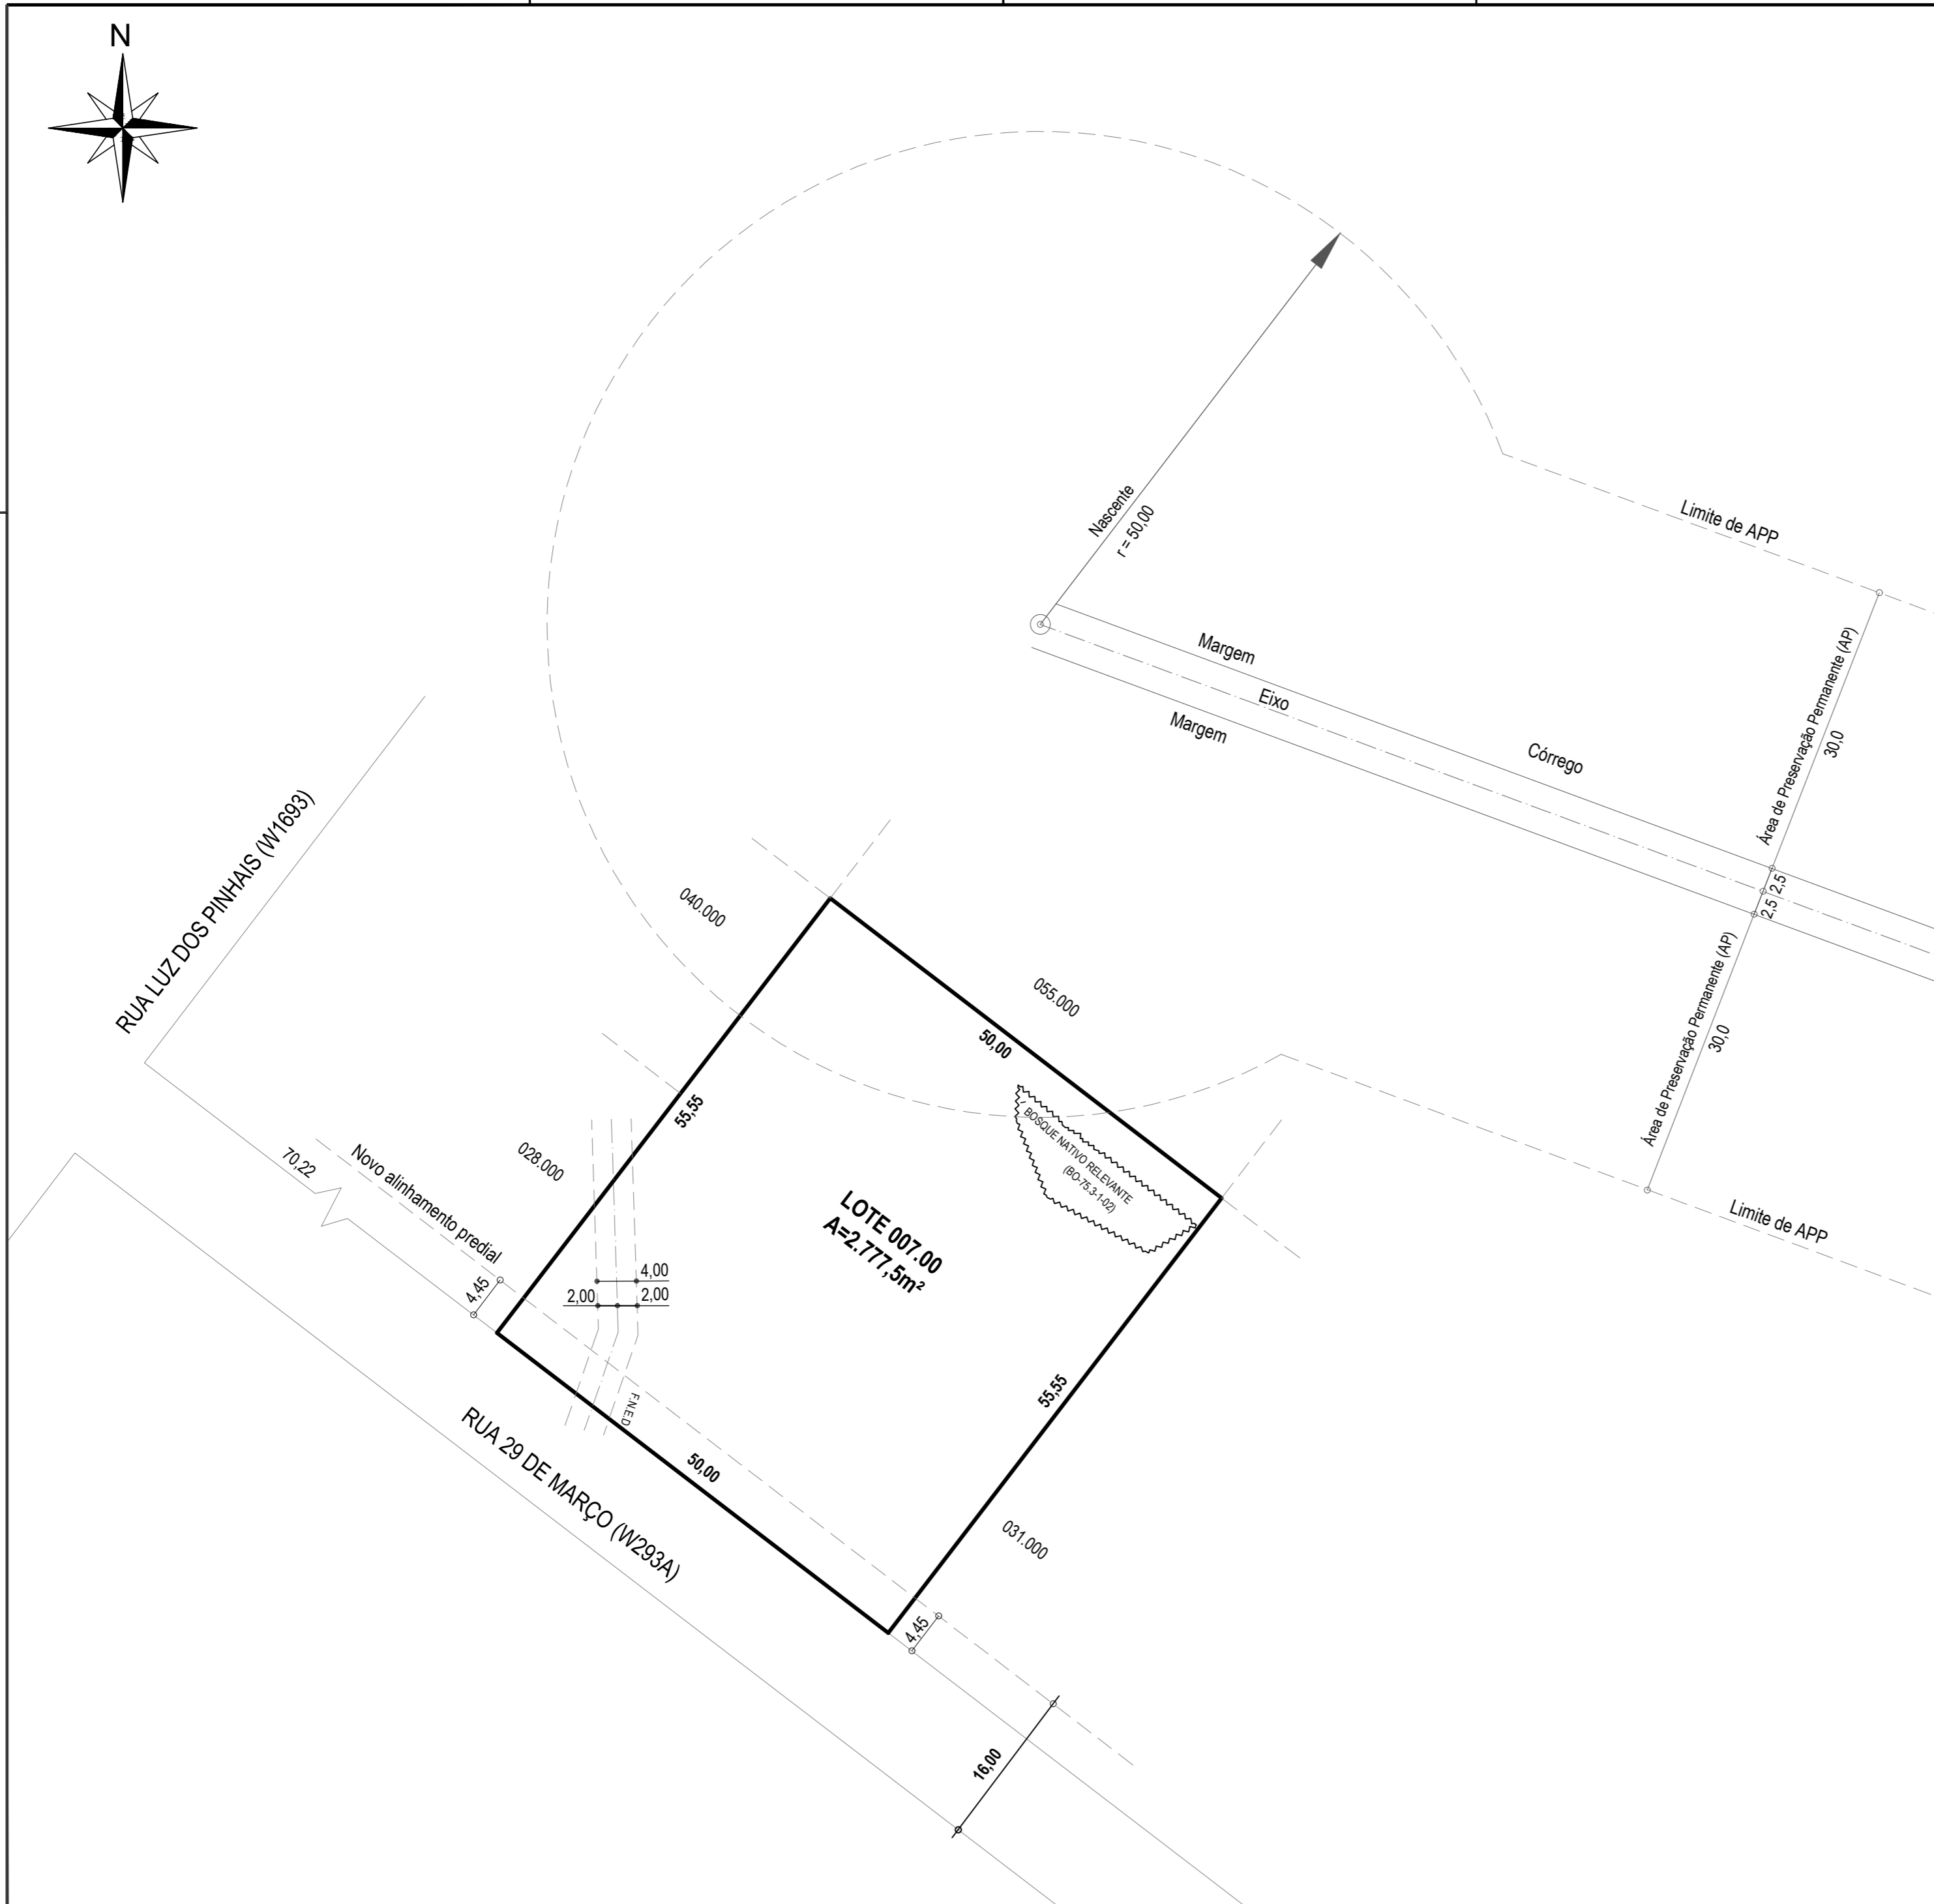 N
Nascente
r = 50,00
Limite de APP
Margem
Eixo
Margem
Córrego
Área de Preservação Permanente (AP)
30,0
2,5
2,5
Área de Preservação Permanente (AP)
30,0
Limite de APP
RUA LUZ DOS PINHAIS (W1693)
040.000
055.000
50,00
55,55
BOSQUE NATIVO RELEVANTE
(BO-75.3-1-02)
028.000
70,22
Novo alinhamento predial
4,45
LOTE 007.00
A=2.777,5m²
4,00
2,00
2,00
F.N.E.D
55,55
50,00
RUA 29 DE MARÇO (W293A)
031.000
4,45
16,00